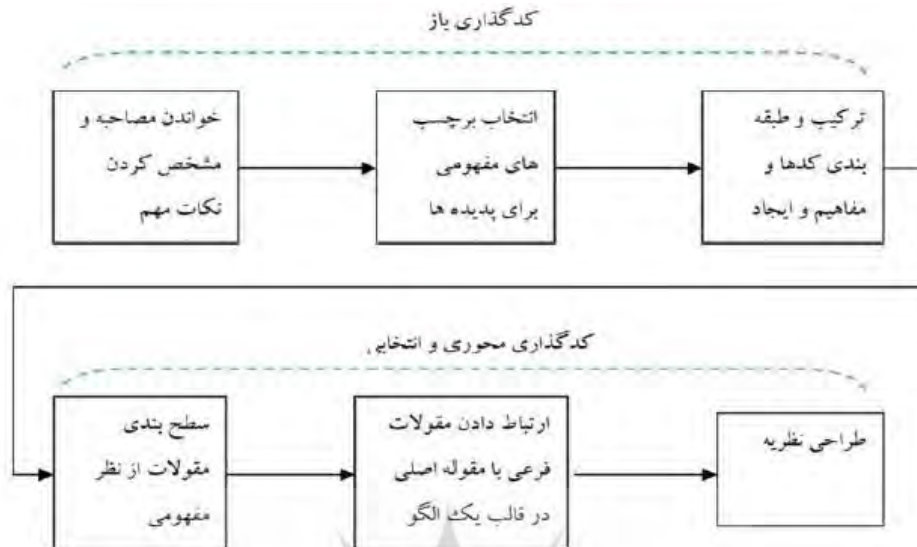 کدگذاری باز
خواندن مصاحبه و
مشخص کردن
نکات مهم
انتخاب برچسب
های مفهومی
برای پدیده ها
ترکیب و طبقه
بندی کدها و
مفاهیم و ایجاد
کدگذاری محوری و انتخابی
سطح بندی
مقولات از نظر
مفهومی
ارتباط دادن مقولات
فرعی با مقوله اصلی
در قالب یک الگو
طراحی نظریه